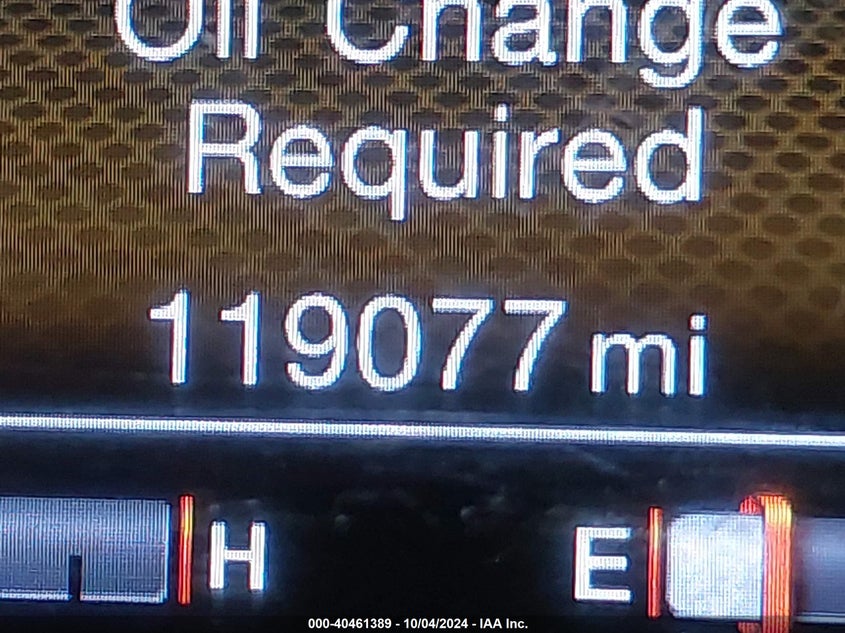 Oil Change
Required
119077 mi
H
E
000-40461389 - 10/04/2024 - IAA Inc.